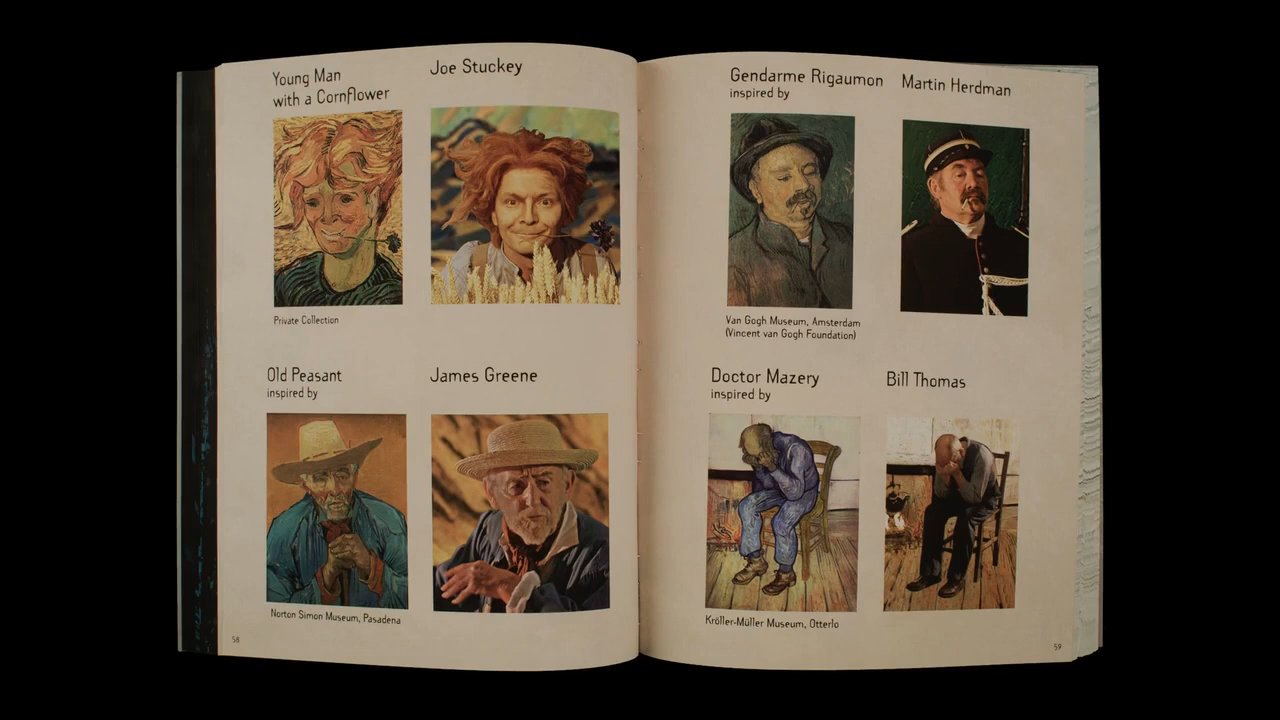 Young Man
with a Cornflower
Joe Stuckey
Private Collection
Old Peasant
inspired by
James Greene
Norton Simon Museum, Pasadena
58
Gendarme Rigaumon
inspired by
Martin Herdman
Van Gogh Museum, Amsterdam
(Vincent van Gogh Foundation)
Doctor Mazery
inspired by
Bill Thomas
Kröller-Müller Museum, Otterlo
59